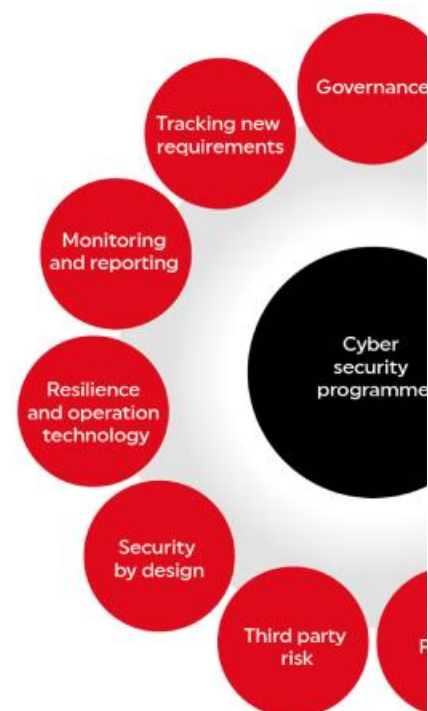 Governance
Tracking new
requirements
Monitoring
and reporting
Cyber
security
programme
Resilience
and operation
technology
Security
by design
Third party
risk